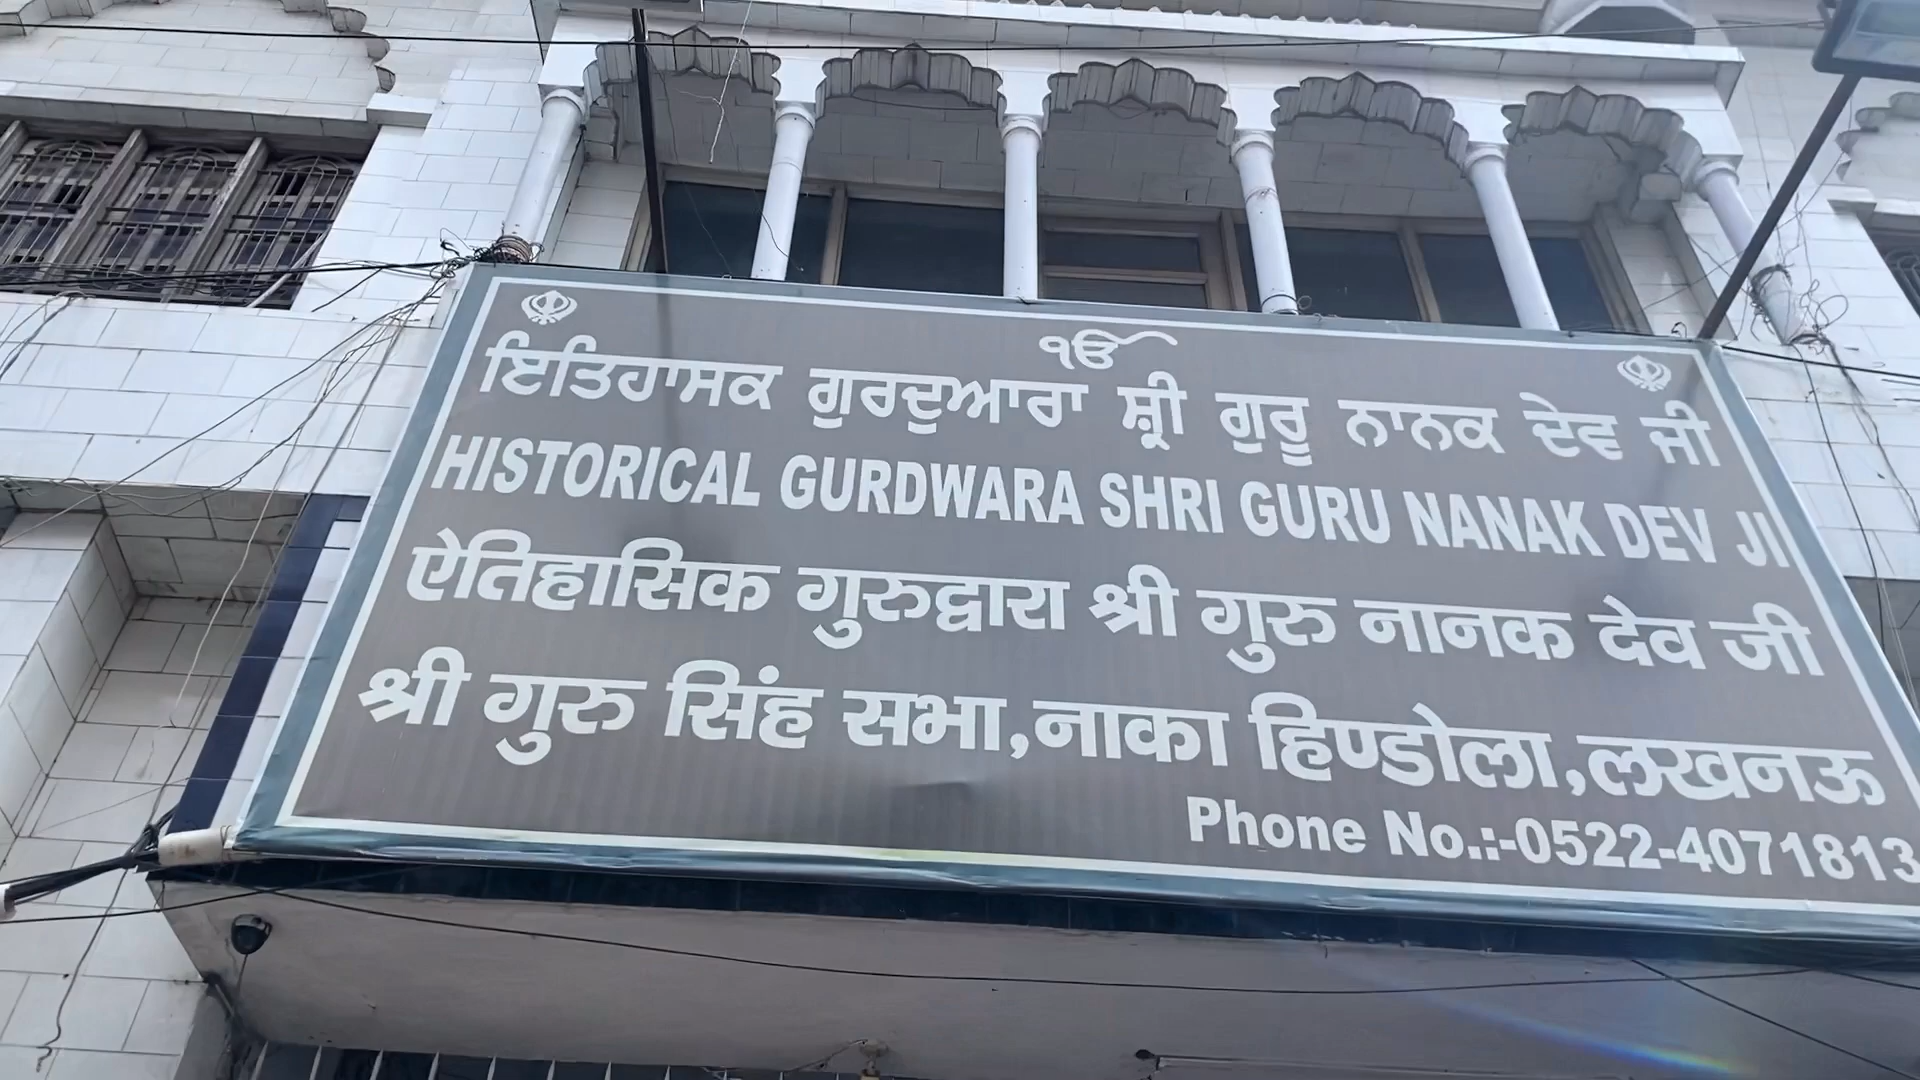 ੴ
ਇਤਿਹਾਸਕ ਗੁਰਦੁਆਰਾ ਸ਼੍ਰੀ ਗੁਰੂ ਨਾਨਕ ਦੇਵ ਜੀ
HISTORICAL GURDWARA SHRI GURU NANAK DEV JI
ऐतिहासिक गुरुद्वारा श्री गुरु नानक देव जी
श्री गुरु सिंह सभा,नाका हिण्डोला,लखनऊ
Phone No.:-0522-4071813